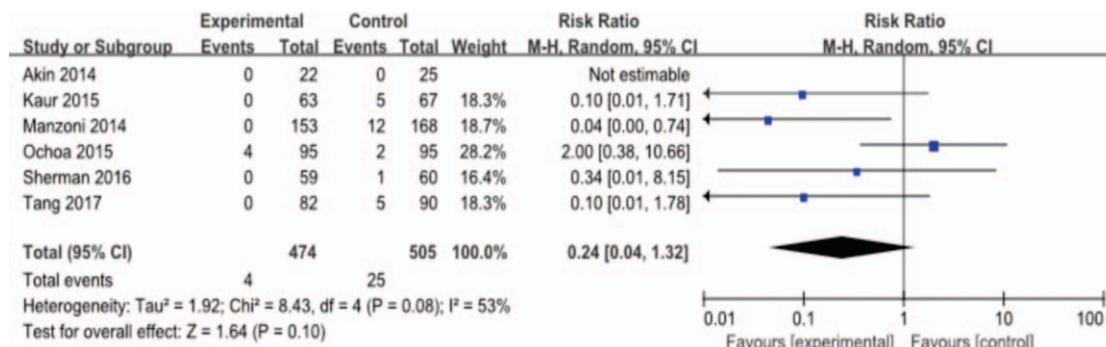 Experimental Control Risk Ratio Risk Ratio
Study or Subgroup Events Total Events Total Weight M-H, Random, 95% CI M-H, Random, 95% CI
Akin 2014 0 22 0 25 Not estimable
Kaur 2015 0 63 5 67 18.3% 0.10 [0.01, 1.71]
Manzoni 2014 0 153 12 168 18.7% 0.04 [0.00, 0.74]
Ochoa 2015 4 95 2 95 28.2% 2.00 [0.38, 10.66]
Sherman 2016 0 59 1 60 16.4% 0.34 [0.01, 8.15]
Tang 2017 0 82 5 90 18.3% 0.10 [0.01, 1.78]
Total (95% CI) 474 505 100.0% 0.24 [0.04, 1.32]
Total events 4 25
Heterogeneity: Tau² = 1.92; Chi² = 8.43, df = 4 (P = 0.08); I² = 53%
Test for overall effect: Z = 1.64 (P = 0.10)
0.01 0.1 1 10 100
Favours [experimental] Favours [control]